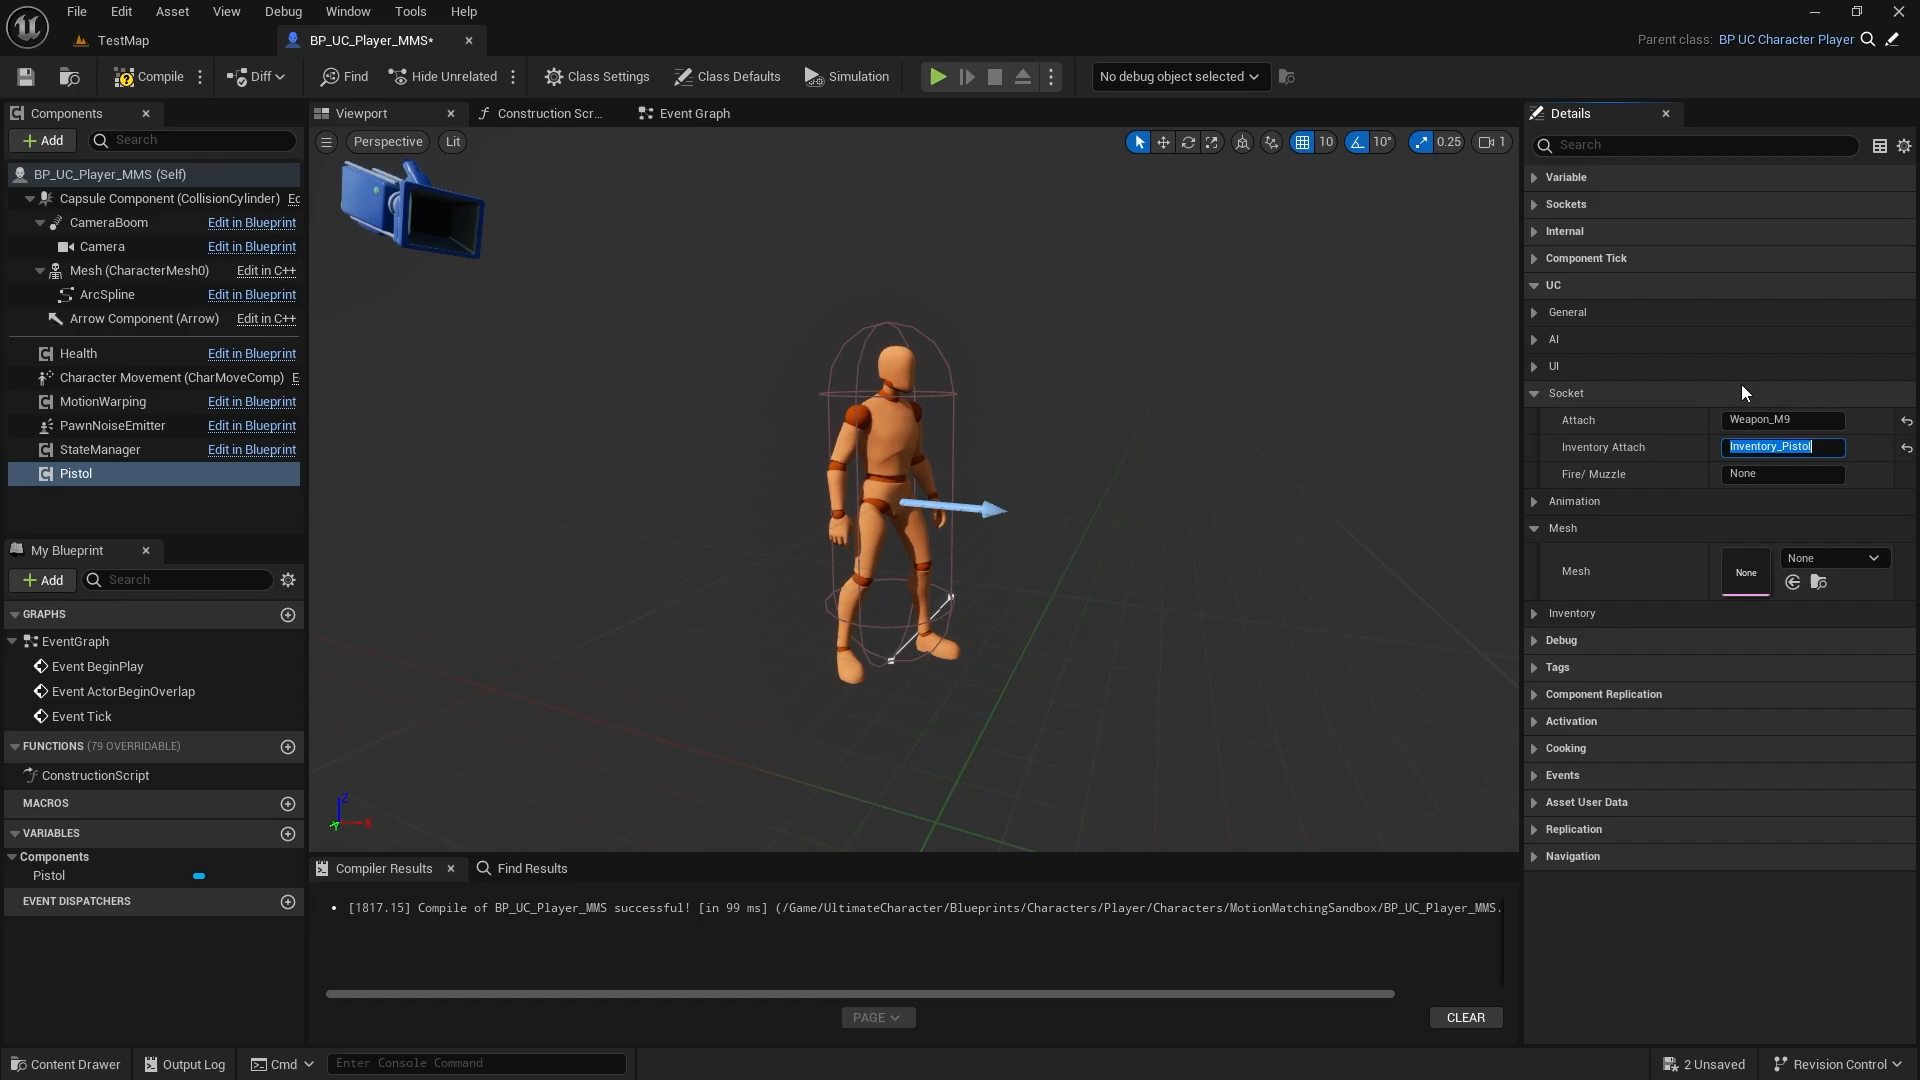 File Edit Asset View Debug Window Tools Help
TestMap
BP_UC_Player_MMS*
Parent class: BP UC Character Player
Compile
Diff
Find
Hide Unrelated
Class Settings
Class Defaults
Simulation
No debug object selected
Components
Add
Search
BP_UC_Player_MMS (Self)
Capsule Component (CollisionCylinder) Ec
CameraBoom Edit in Blueprint
Camera Edit in Blueprint
Mesh (CharacterMesh0) Edit in C++
ArcSpline Edit in Blueprint
Arrow Component (Arrow) Edit in C++
Health Edit in Blueprint
Character Movement (CharMoveComp) E
MotionWarping Edit in Blueprint
PawnNoiseEmitter Edit in Blueprint
StateManager Edit in Blueprint
Pistol
My Blueprint
Add
Search
GRAPHS
EventGraph
Event BeginPlay
Event ActorBeginOverlap
Event Tick
FUNCTIONS (79 OVERRIDABLE)
ConstructionScript
MACROS
VARIABLES
Components
Pistol
EVENT DISPATCHERS
Viewport
Construction Scr...
Event Graph
Perspective
Lit
10
10°
0.25
1
Z
X
Y
Compiler Results
Find Results
[1817.15] Compile of BP_UC_Player_MMS successful! [in 99 ms] (/Game/UltimateCharacter/Blueprints/Characters/Player/Characters/MotionMatchingSandbox/BP_UC_Player_MMS.
PAGE
CLEAR
Details
Search
Variable
Sockets
Internal
Component Tick
UC
General
AI
UI
Socket
Attach Weapon_M9
Inventory Attach Inventory_Pistol
Fire/ Muzzle None
Animation
Mesh
Mesh None None
Inventory
Debug
Tags
Component Replication
Activation
Cooking
Events
Asset User Data
Replication
Navigation
Content Drawer
Output Log
Cmd
Enter Console Command
2 Unsaved
Revision Control